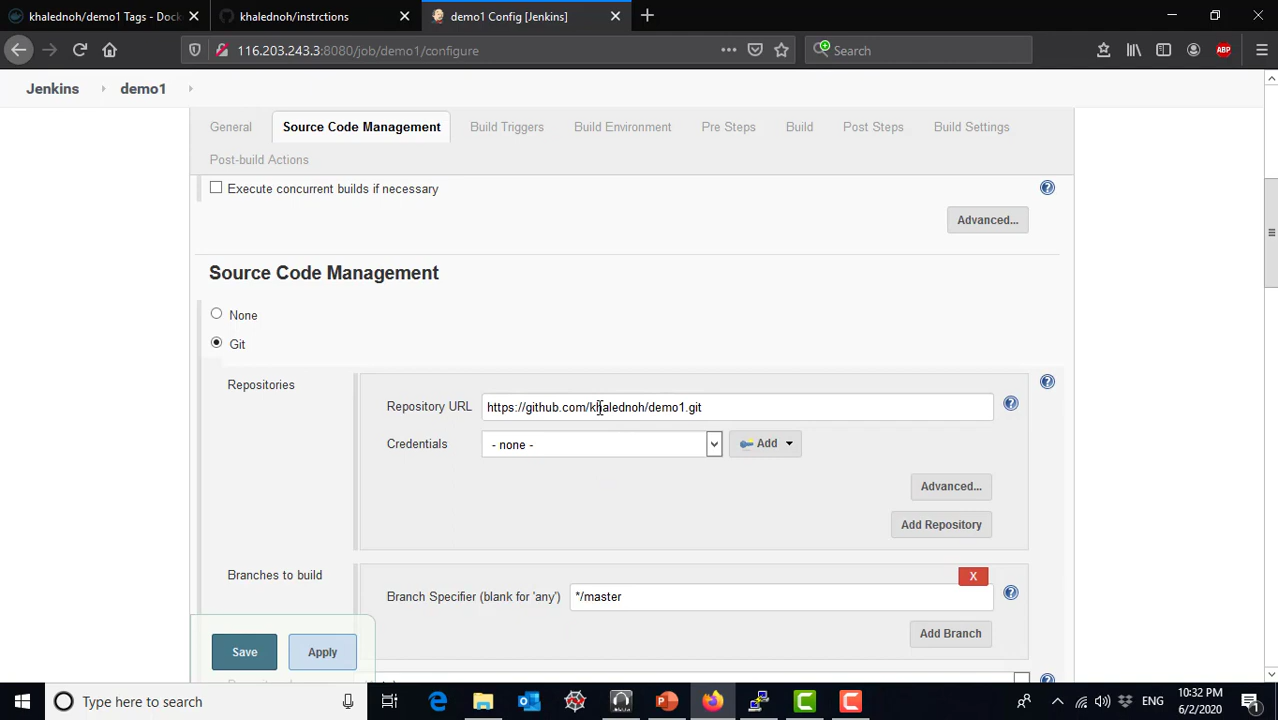 khalednoh/demo1 Tags - Dock
khalednoh/instrctions
demo1 Config [Jenkins]
116.203.243.3:8080/job/demo1/configure
Search
ABP
Jenkins
demo1
General
Source Code Management
Build Triggers
Build Environment
Pre Steps
Build
Post Steps
Build Settings
Post-build Actions
Execute concurrent builds if necessary
Advanced...
Source Code Management
None
Git
Repositories
Repository URL
https://github.com/khalednoh/demo1.git
Credentials
- none -
Add
Advanced...
Add Repository
Branches to build
X
Branch Specifier (blank for 'any')
*/master
Add Branch
Save
Apply
Type here to search
ENG
10:32 PM
6/2/2020
1